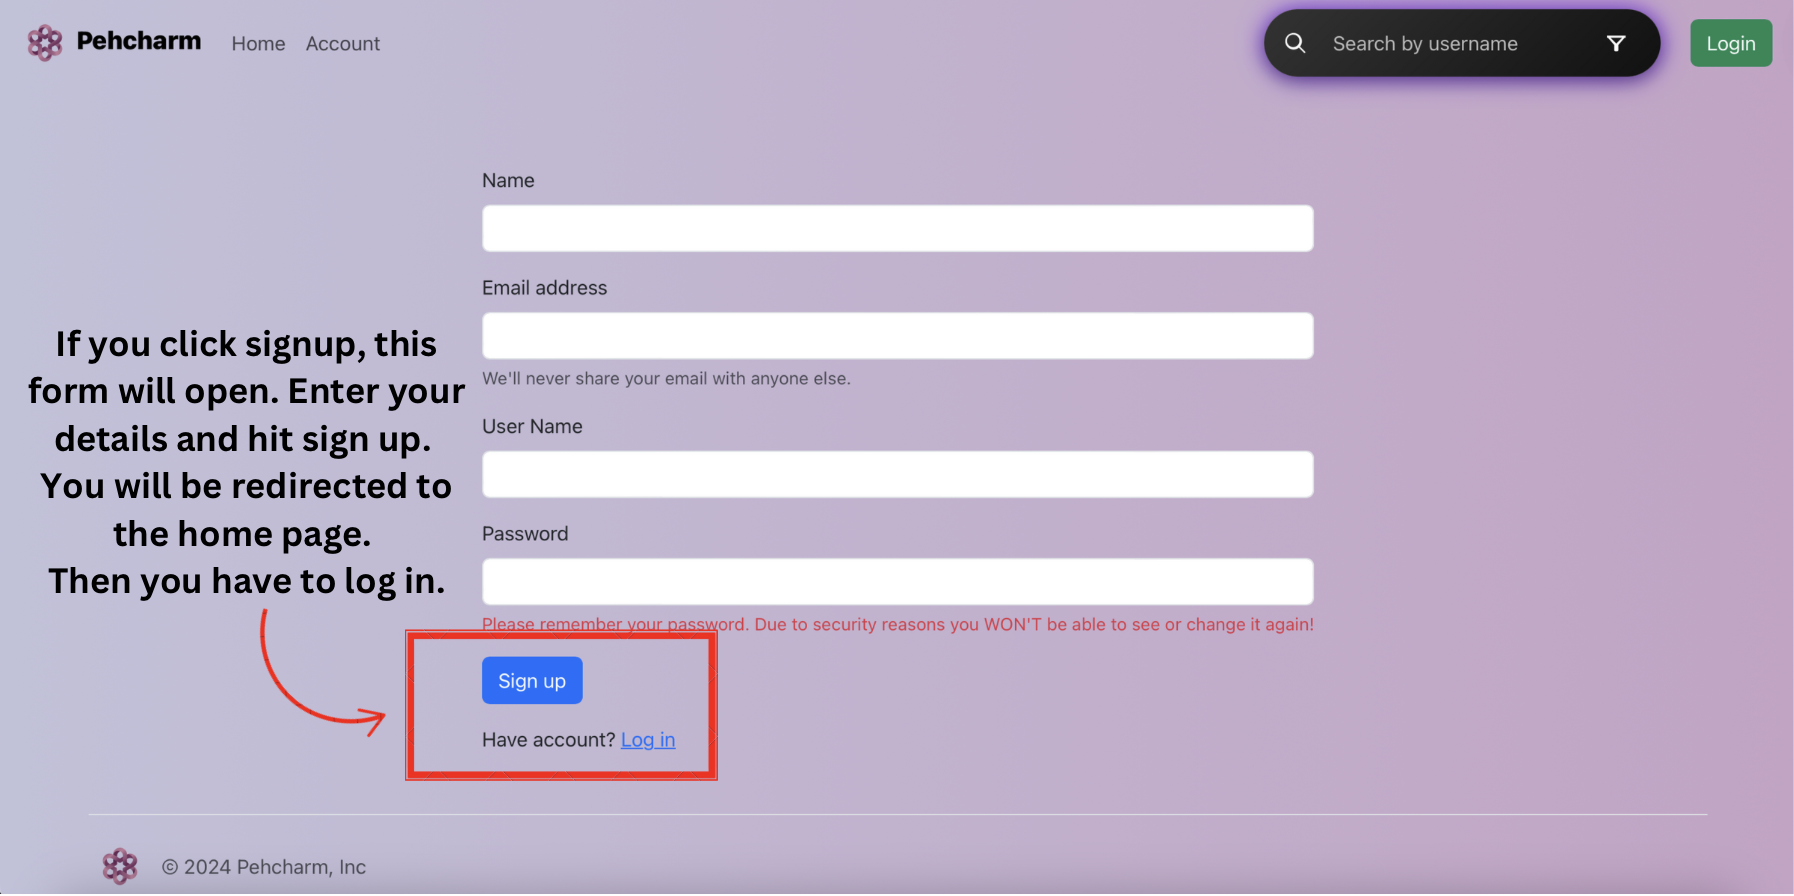 Pehcharm Home Account Search by username Login
Name
Email address
We'll never share your email with anyone else.
User Name
Password
Please remember your password. Due to security reasons you WON'T be able to see or change it again!
If you click signup, this
form will open. Enter your
details and hit sign up.
You will be redirected to
the home page.
Then you have to log in.
Sign up
Have account? Log in
© 2024 Pehcharm, Inc